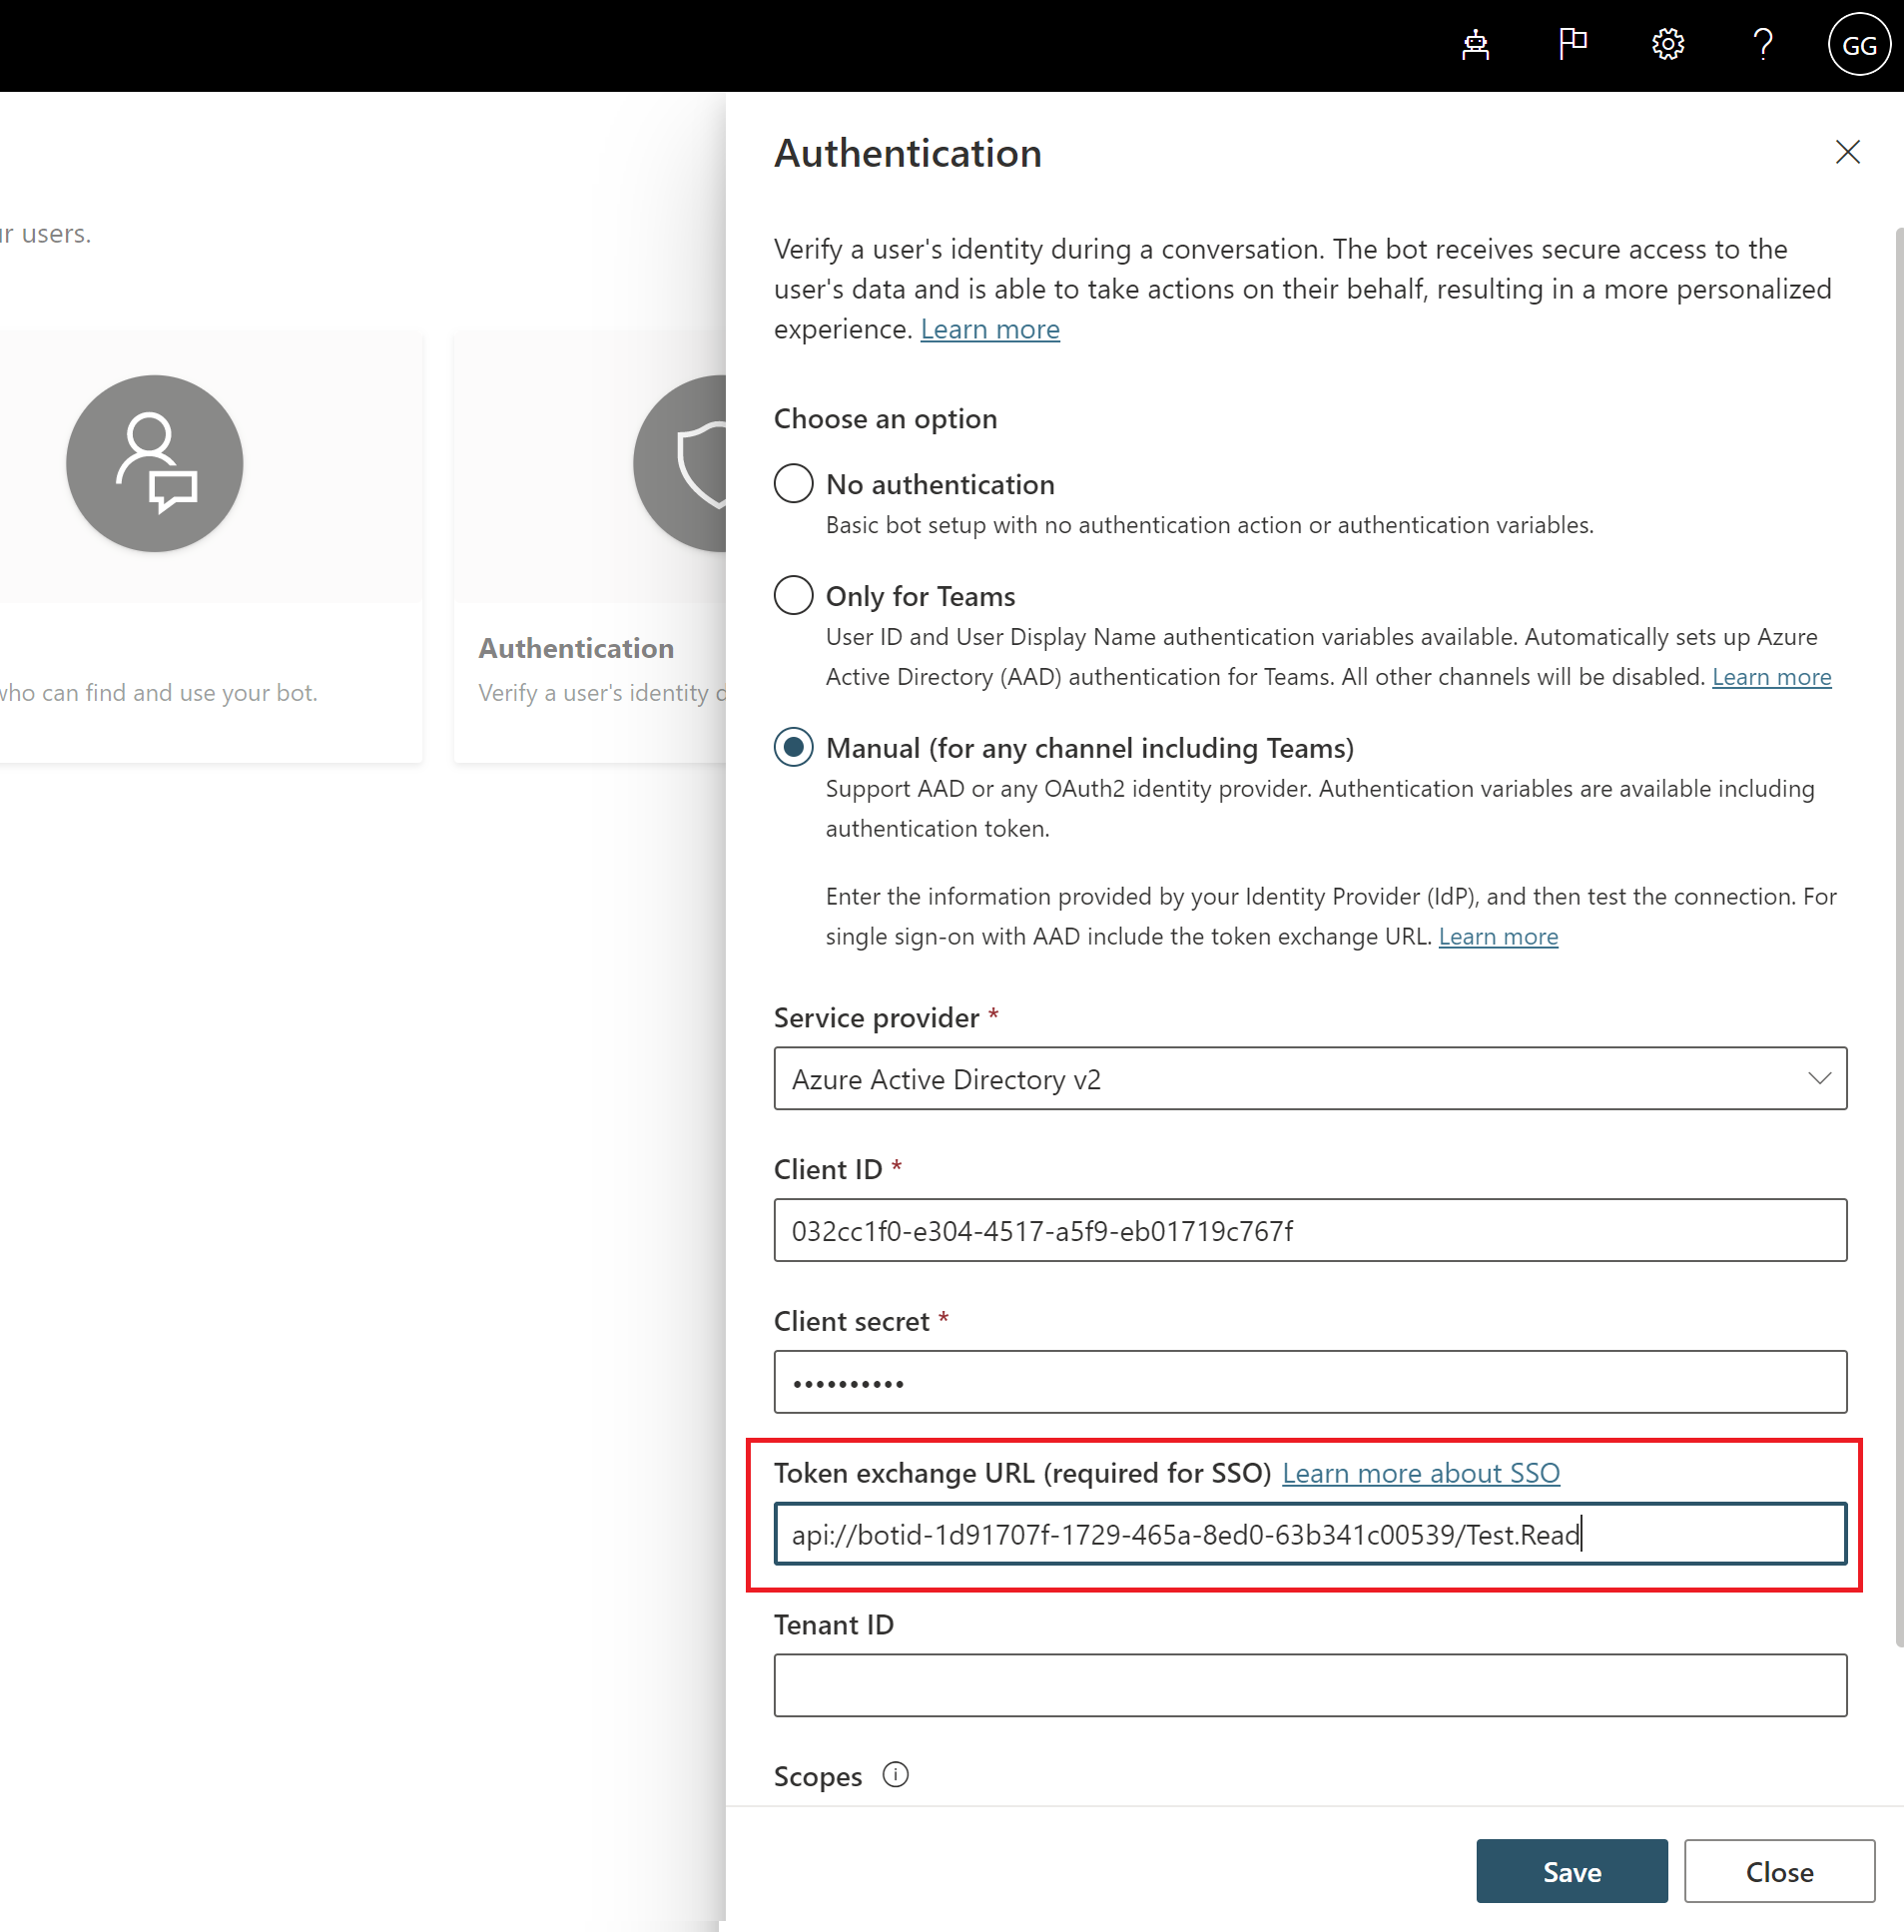 GG
Authentication
r users.
Verify a user's identity during a conversation. The bot receives secure access to the
user's data and is able to take actions on their behalf, resulting in a more personalized
experience. Learn more
Choose an option
No authentication
Basic bot setup with no authentication action or authentication variables.
Only for Teams
User ID and User Display Name authentication variables available. Automatically sets up Azure
Active Directory (AAD) authentication for Teams. All other channels will be disabled. Learn more
Authentication
who can find and use your bot.
Verify a user's identity d
Manual (for any channel including Teams)
Support AAD or any OAuth2 identity provider. Authentication variables are available including
authentication token.
Enter the information provided by your Identity Provider (IdP), and then test the connection. For
single sign-on with AAD include the token exchange URL. Learn more
Service provider *
Azure Active Directory v2
Client ID *
032cc1f0-e304-4517-a5f9-eb01719c767f
Client secret *
••••••••••
Token exchange URL (required for SSO) Learn more about SSO
api://botid-1d91707f-1729-465a-8ed0-63b341c00539/Test.Read
Tenant ID
Scopes
Save
Close